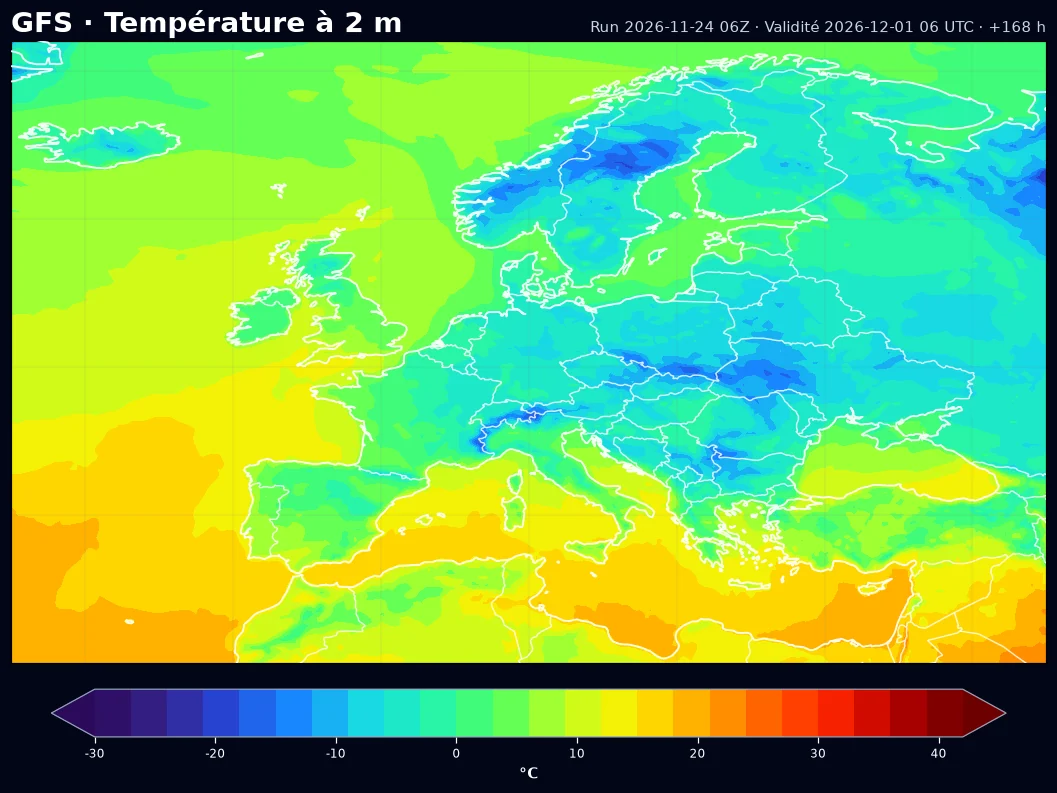 GFS · Température à 2 m
Run 2026-11-24 06Z · Validité 2026-12-01 06 UTC · +168 h
-30 -20 -10 0 10 20 30 40
°C